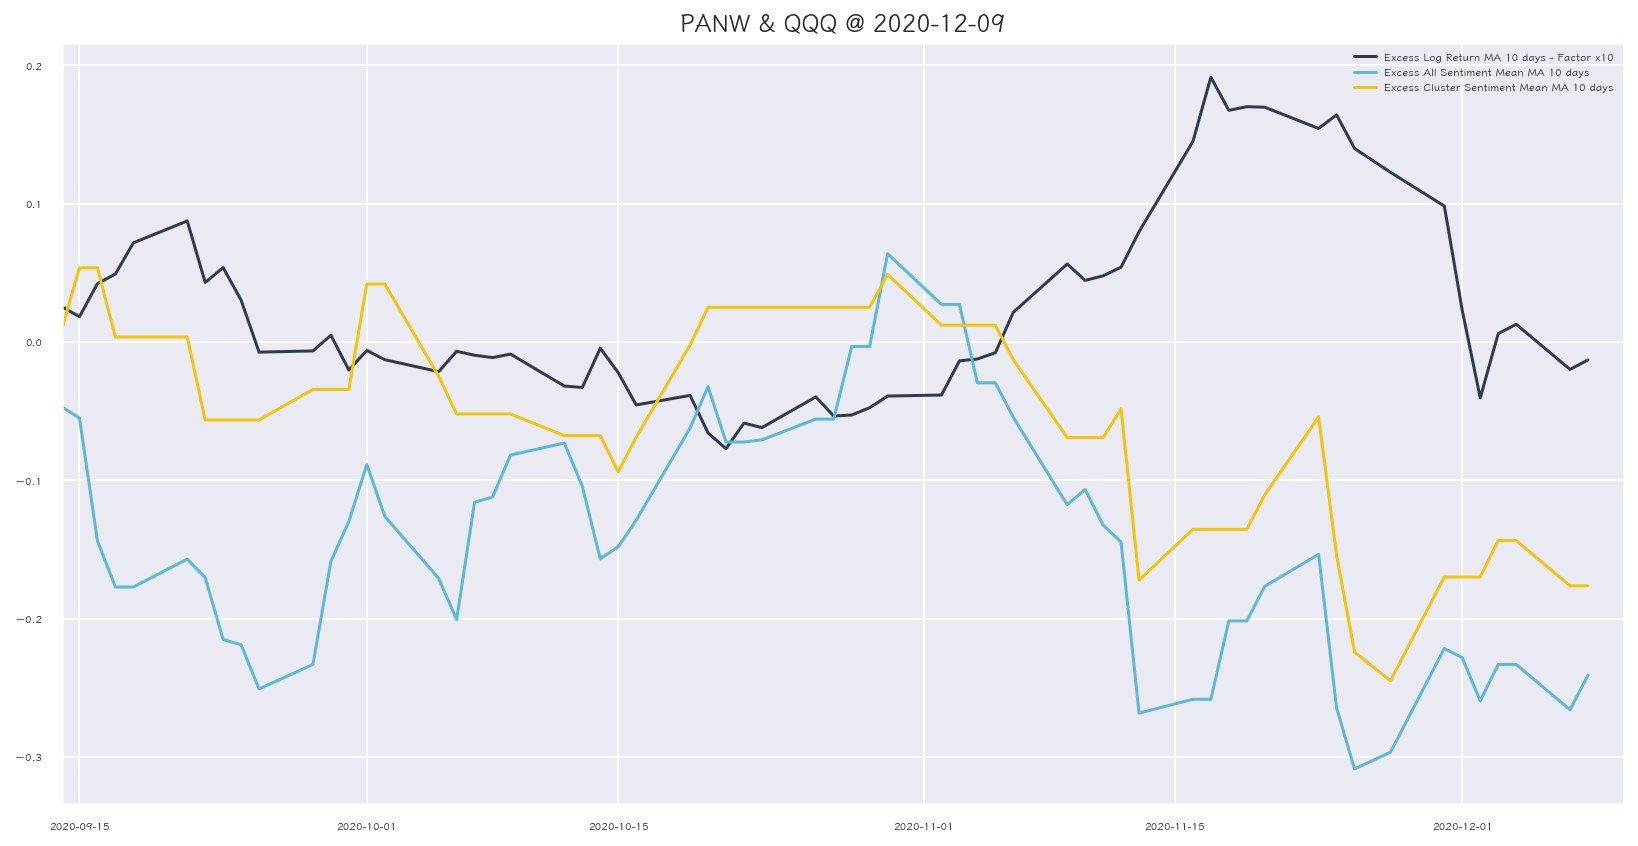 PANW & QQQ @ 2020-12-09
Excess Log Return MA 10 days - Factor x10
Excess All Sentiment Mean MA 10 days
Excess Cluster Sentiment Mean MA 10 days
0.2
0.1
0.0
−0.1
−0.2
−0.3
2020-09-15 2020-10-01 2020-10-15 2020-11-01 2020-11-15 2020-12-01